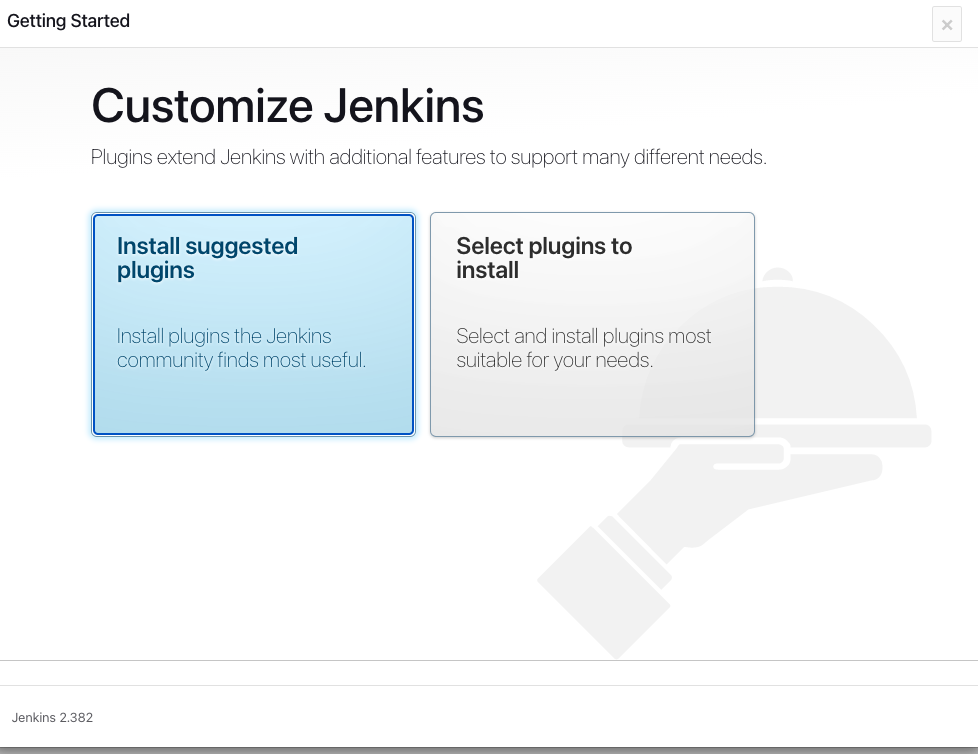 Getting Started
×
Customize Jenkins
Plugins extend Jenkins with additional features to support many different needs.
Install suggested
plugins
Install plugins the Jenkins
community finds most useful.
Select plugins to
install
Select and install plugins most
suitable for your needs.
Jenkins 2.382